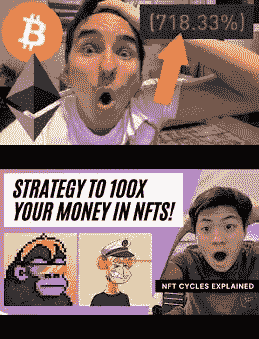 (718.33%)
STRATEGY TO 100X
YOUR MONEY IN NFTS!
NFT CYCLES EXPLAINED